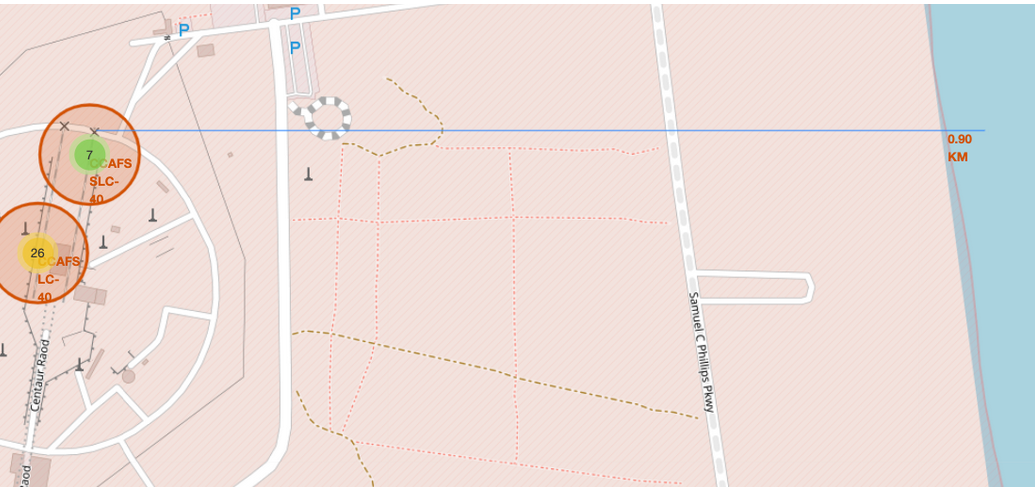 P
P
P
0.90
KM
7
CCAFS
SLC-
40
26
CCAFS
LC-
40
Samuel C Phillips Pkwy
Centaur Raod
Raod